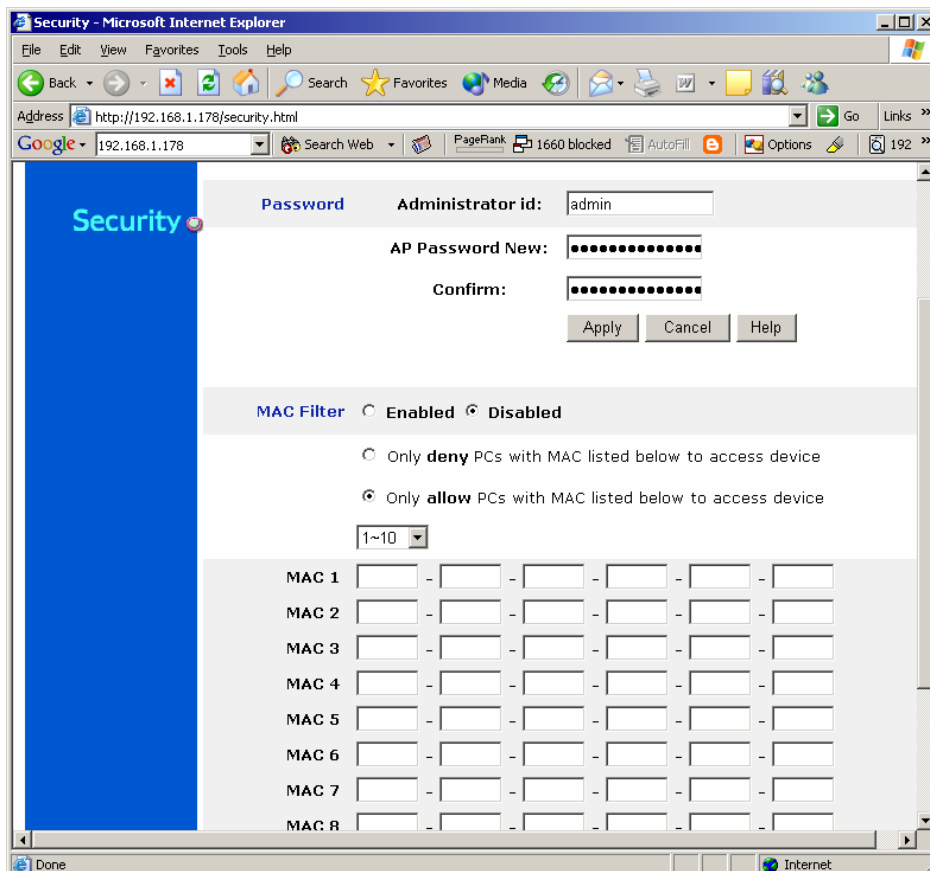 Security - Microsoft Internet Explorer
File Edit View Favorites Tools Help
Back Search Favorites Media W
Address http://192.168.1.178/security.html Go Links »
Google 192.168.1.178 Search Web PageRank 1660 blocked AutoFill Options 192 »
Security
Password Administrator id: admin
AP Password New: ●●●●●●●●●●●●●●
Confirm: ●●●●●●●●●●●●●●
Apply Cancel Help
MAC Filter Enabled Disabled
Only deny PCs with MAC listed below to access device
Only allow PCs with MAC listed below to access device
1~10
MAC 1 - - - - -
MAC 2 - - - - -
MAC 3 - - - - -
MAC 4 - - - - -
MAC 5 - - - - -
MAC 6 - - - - -
MAC 7 - - - - -
MAC 8 - - - - -
Done Internet